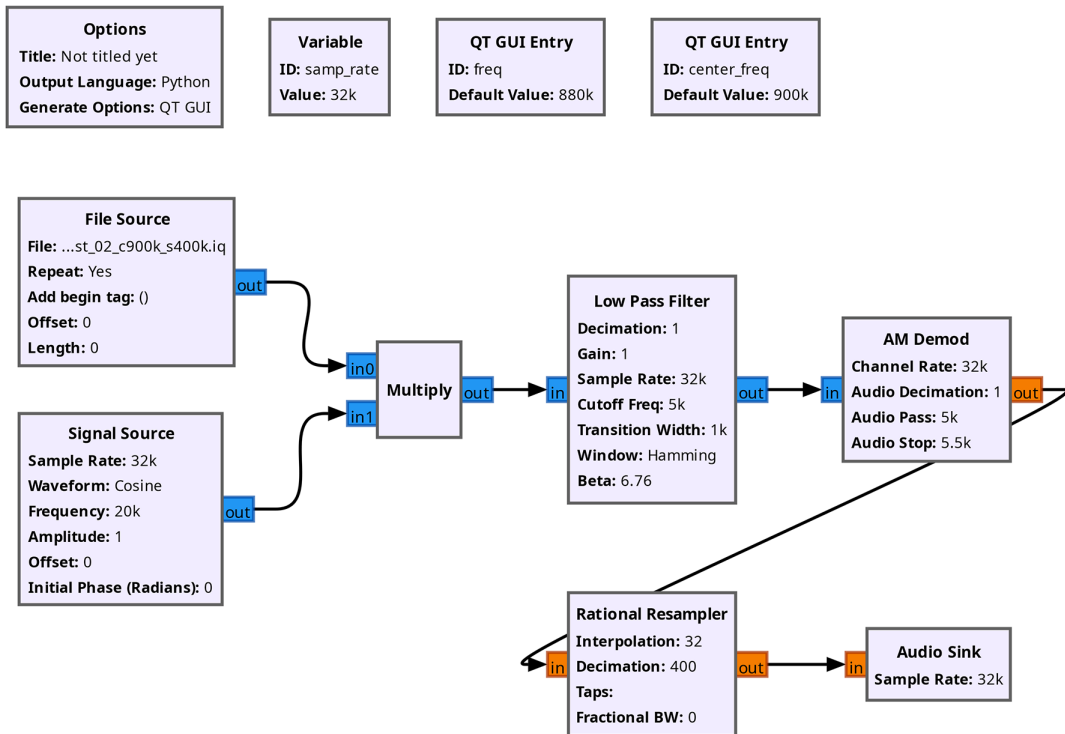 Options
Title: Not titled yet
Output Language: Python
Generate Options: QT GUI
Variable
ID: samp_rate
Value: 32k
QT GUI Entry
ID: freq
Default Value: 880k
QT GUI Entry
ID: center_freq
Default Value: 900k
File Source
File: ...st_02_c900k_s400k.iq
Repeat: Yes
Add begin tag: ()
Offset: 0
Length: 0
out
Signal Source
Sample Rate: 32k
Waveform: Cosine
Frequency: 20k
Amplitude: 1
Offset: 0
Initial Phase (Radians): 0
out
in0
in1
Multiply
out
in
Low Pass Filter
Decimation: 1
Gain: 1
Sample Rate: 32k
Cutoff Freq: 5k
Transition Width: 1k
Window: Hamming
Beta: 6.76
out
in
AM Demod
Channel Rate: 32k
Audio Decimation: 1
Audio Pass: 5k
Audio Stop: 5.5k
out
in
Rational Resampler
Interpolation: 32
Decimation: 400
Taps:
Fractional BW: 0
out
in
Audio Sink
Sample Rate: 32k